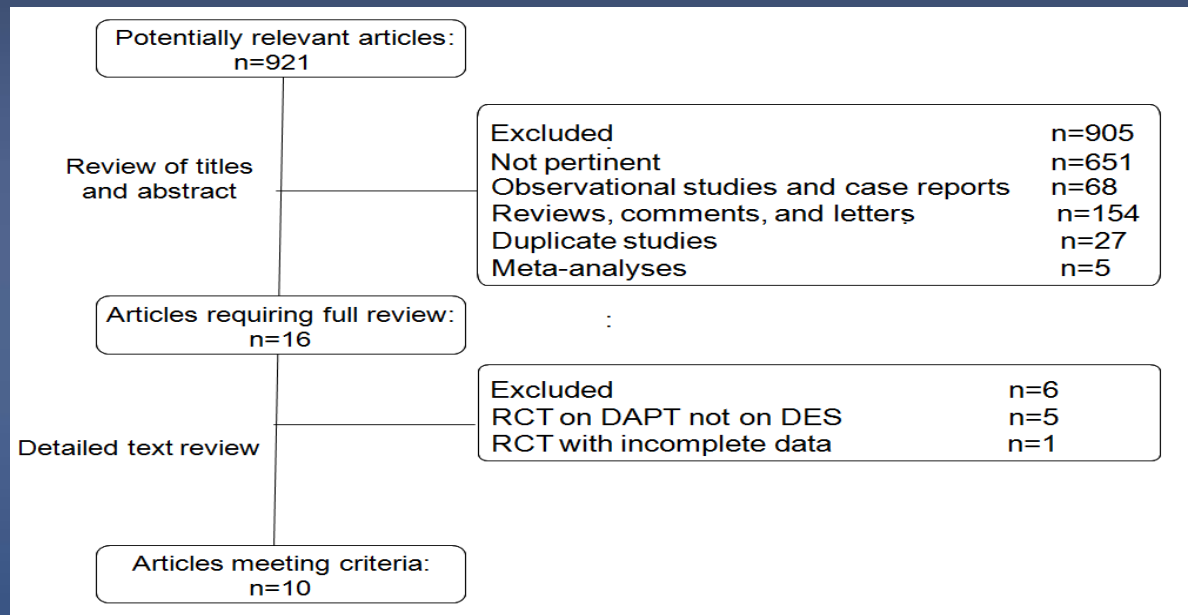 Potentially relevant articles:
n=921
Review of titles
and abstract
Excluded n=905
:
Not pertinent n=651
Observational studies and case reports n=68
Reviews, comments, and letters n=154
Duplicate studies n=27
Meta-analyses n=5
Articles requiring full review:
n=16
:
Excluded n=6
RCT on DAPT not on DES n=5
RCT with incomplete data n=1
Detailed text review
Articles meeting criteria:
n=10